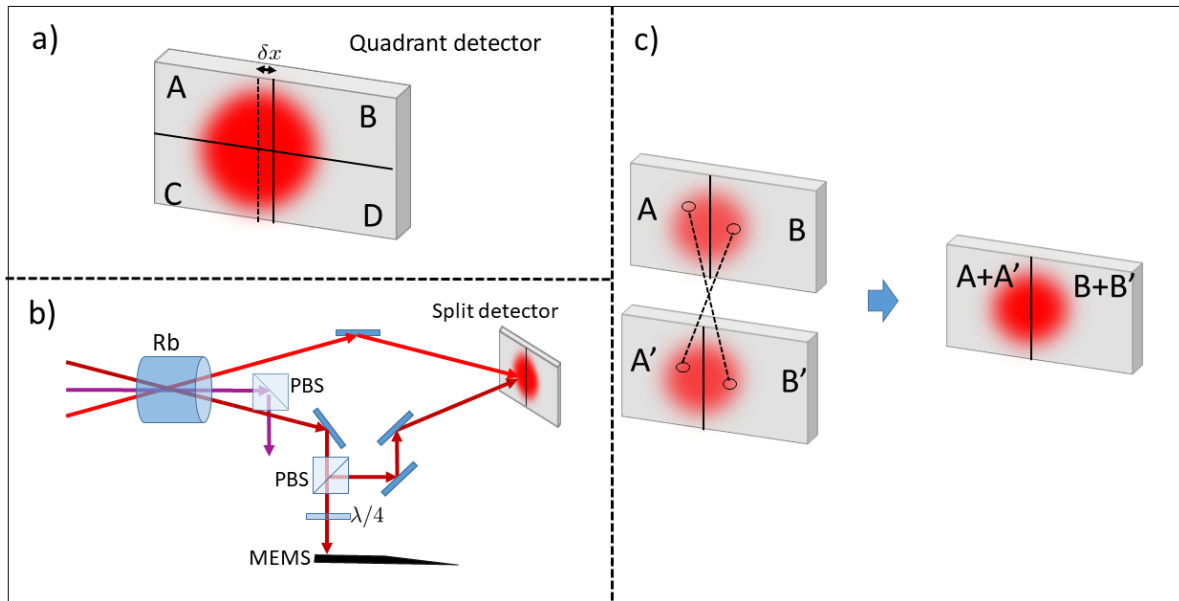 a)
Quadrant detector
δx
A
B
C
D
b)
Split detector
Rb
PBS
PBS
λ/4
MEMS
c)
A
B
A'
B'
A+A'
B+B'